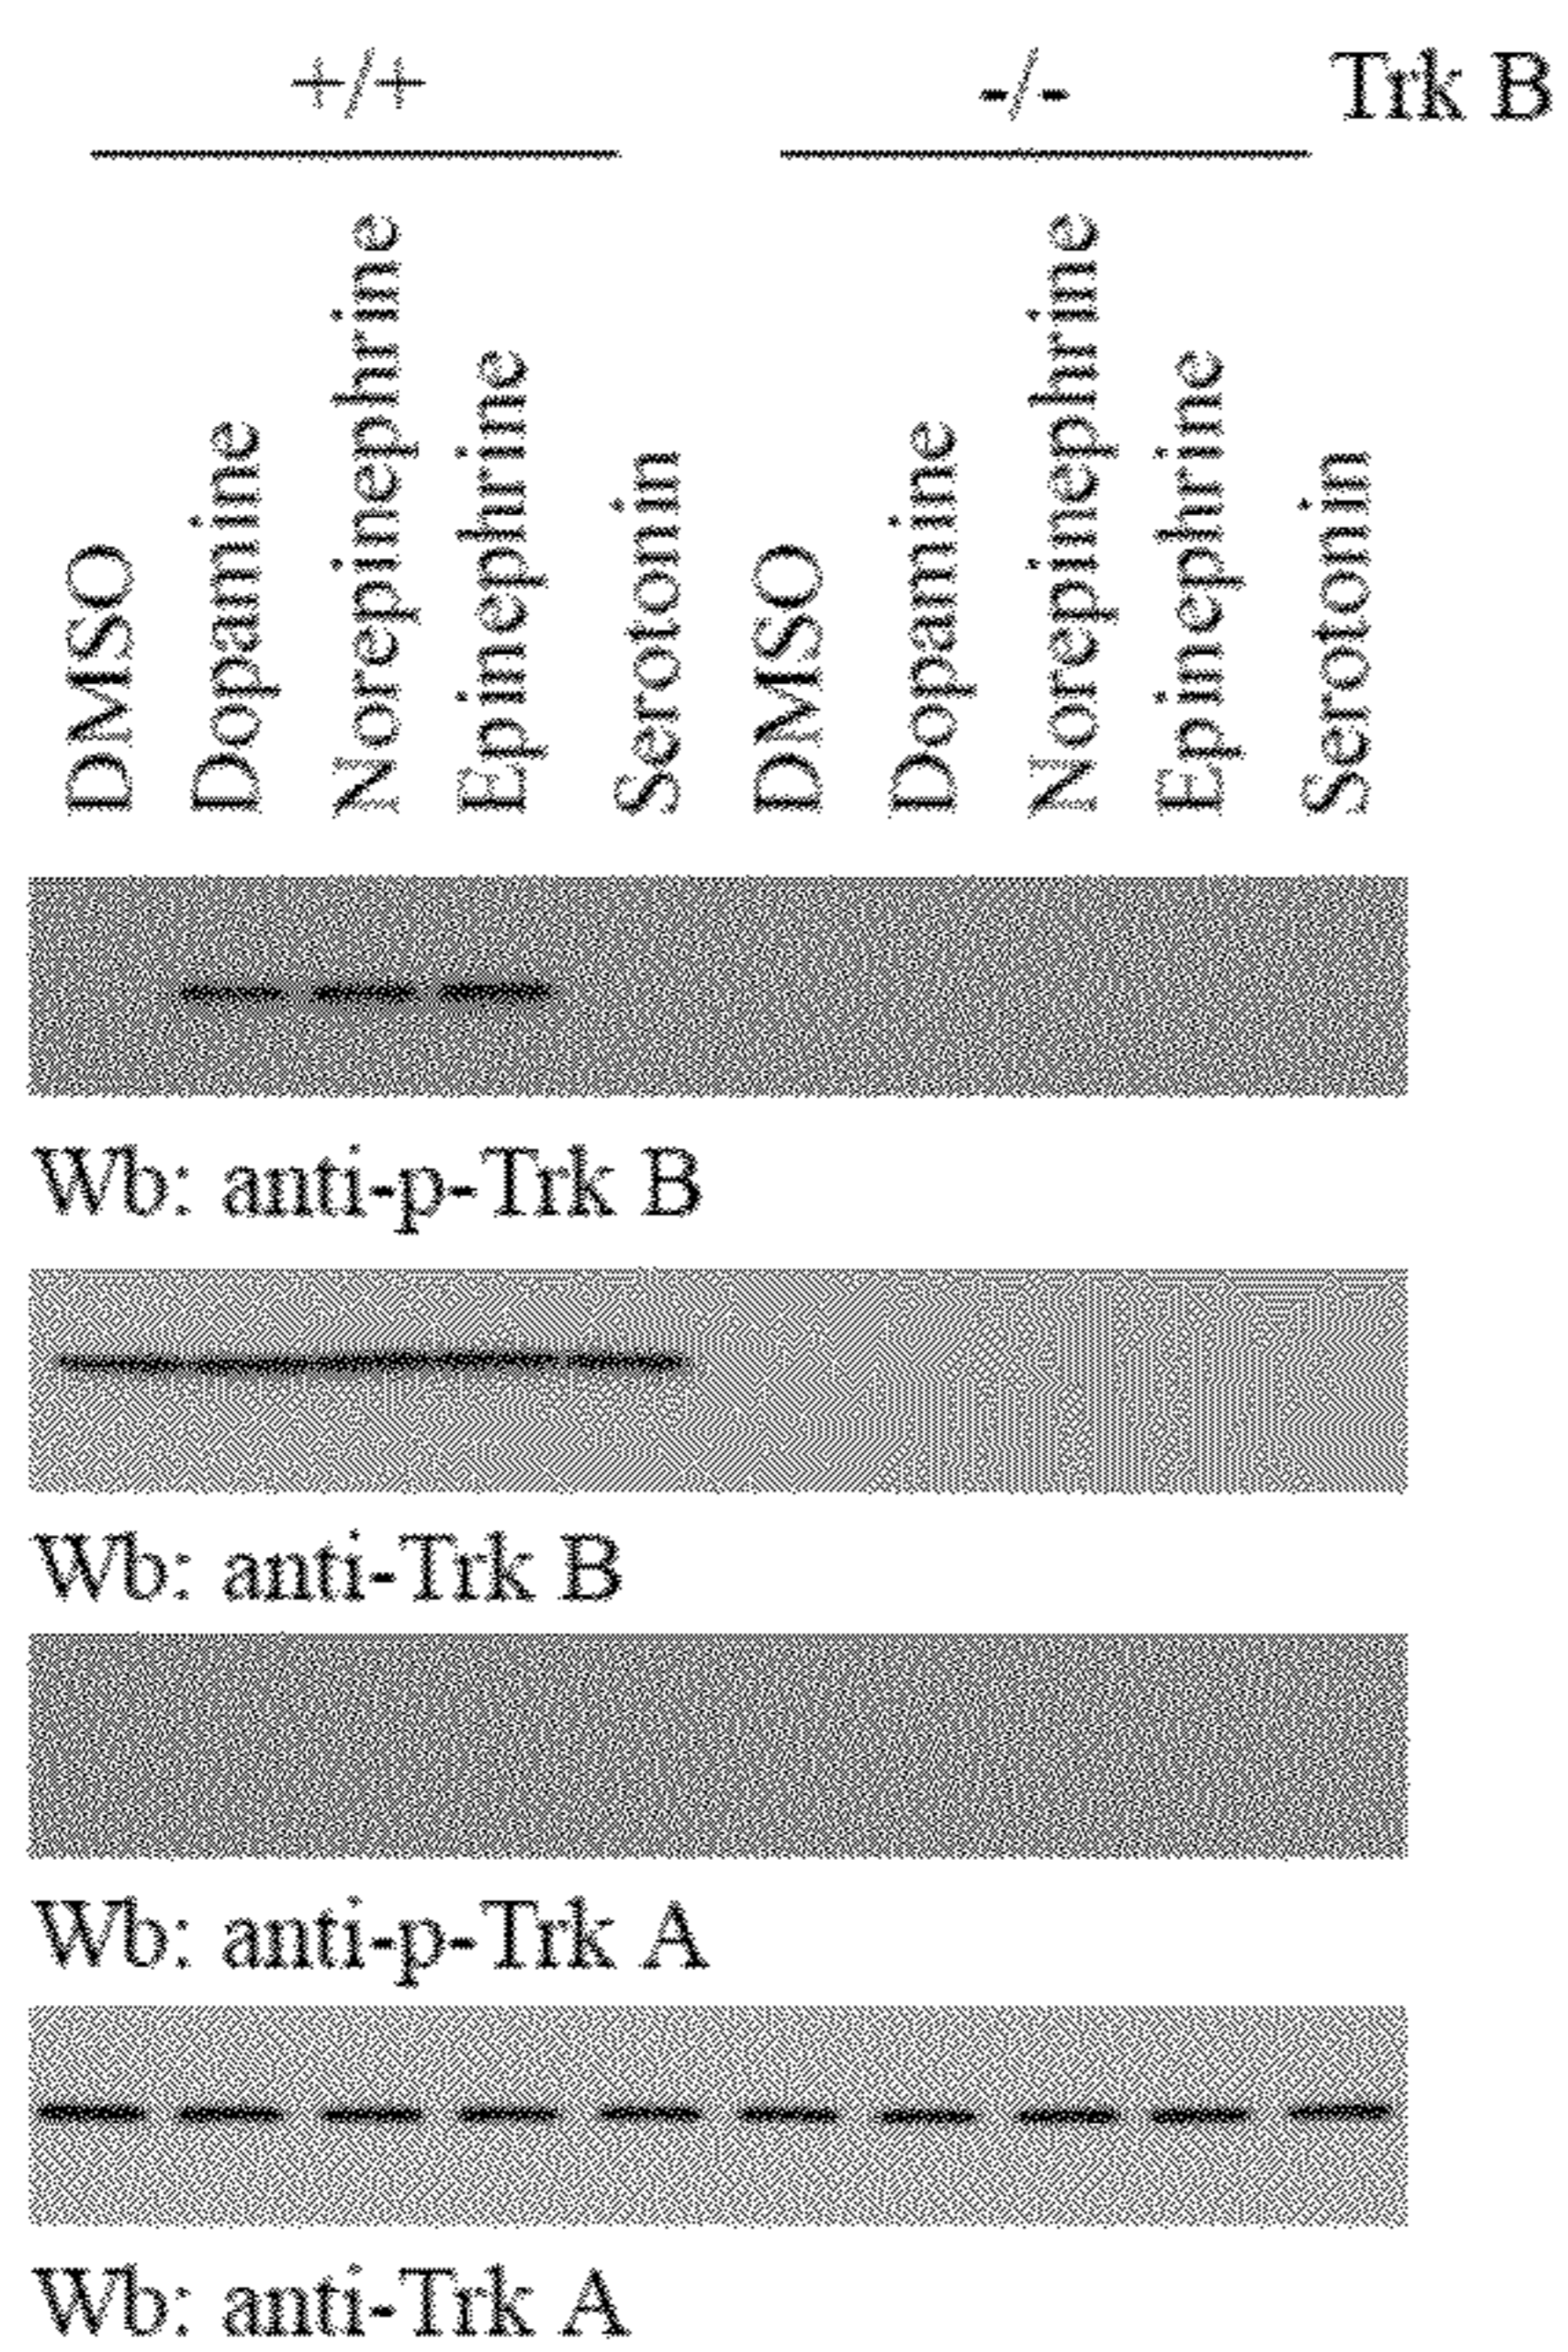 +/+ -/- Trk B
DMSO
Dopamine
Norepinephrine
Epinephrine
Serotonin
DMSO
Dopamine
Norepinephrine
Epinephrine
Serotonin
Wb: anti-p-Trk B
Wb: anti-Trk B
Wb: anti-p-Trk A
Wb: anti-Trk A